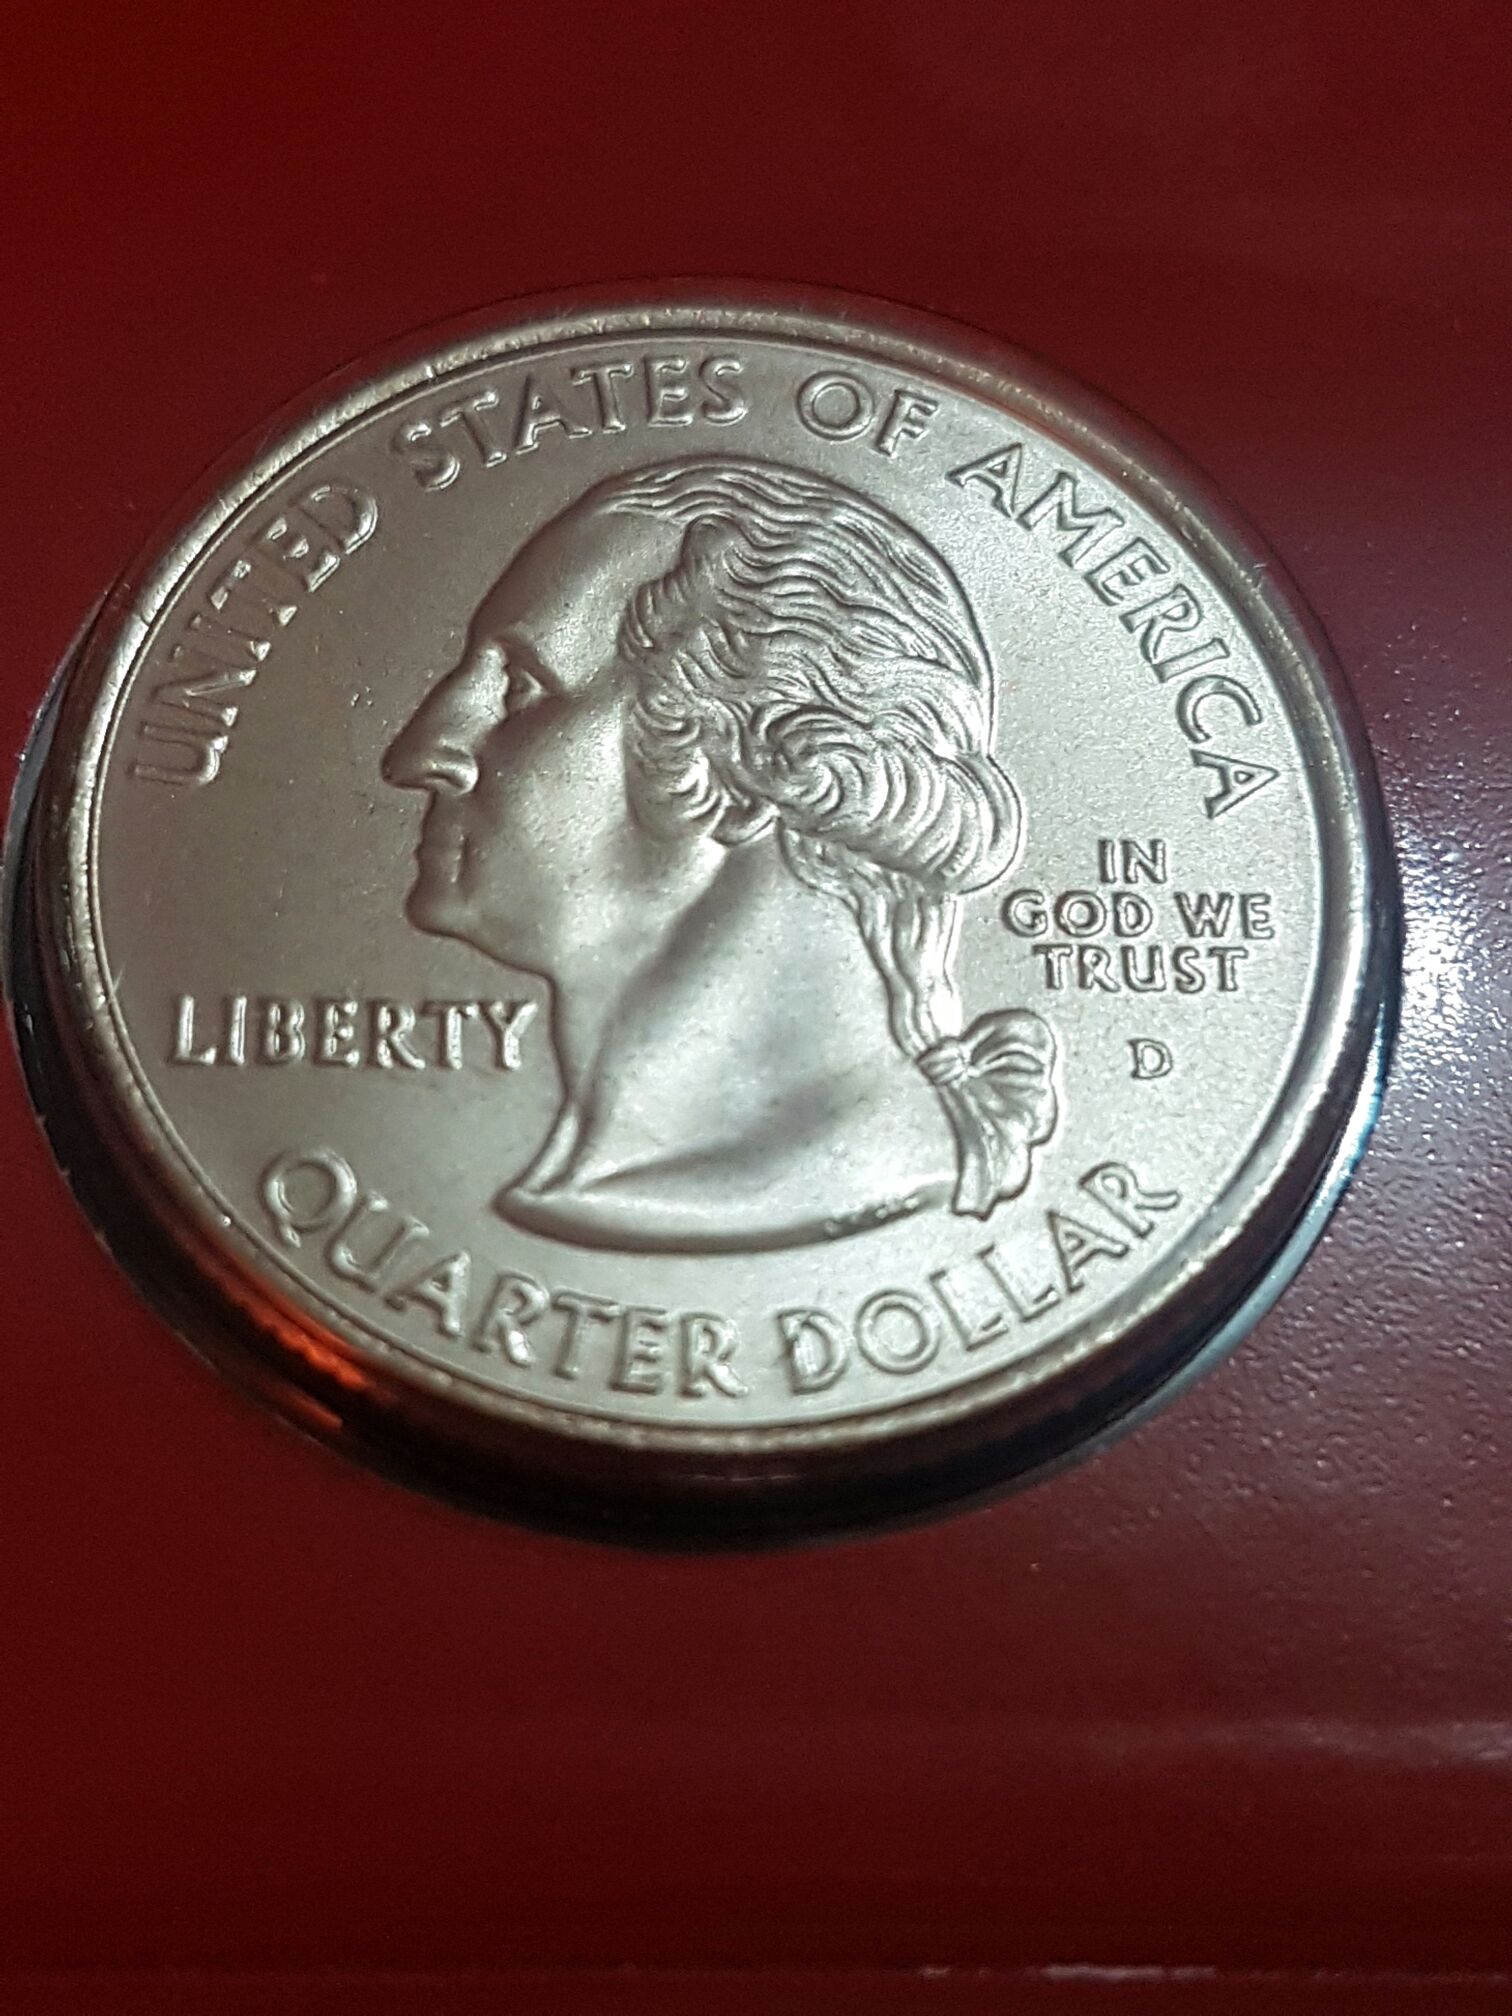 UNITED STATES OF AMERICA
IN
GOD WE
TRUST
LIBERTY
D
QUARTER DOLLAR